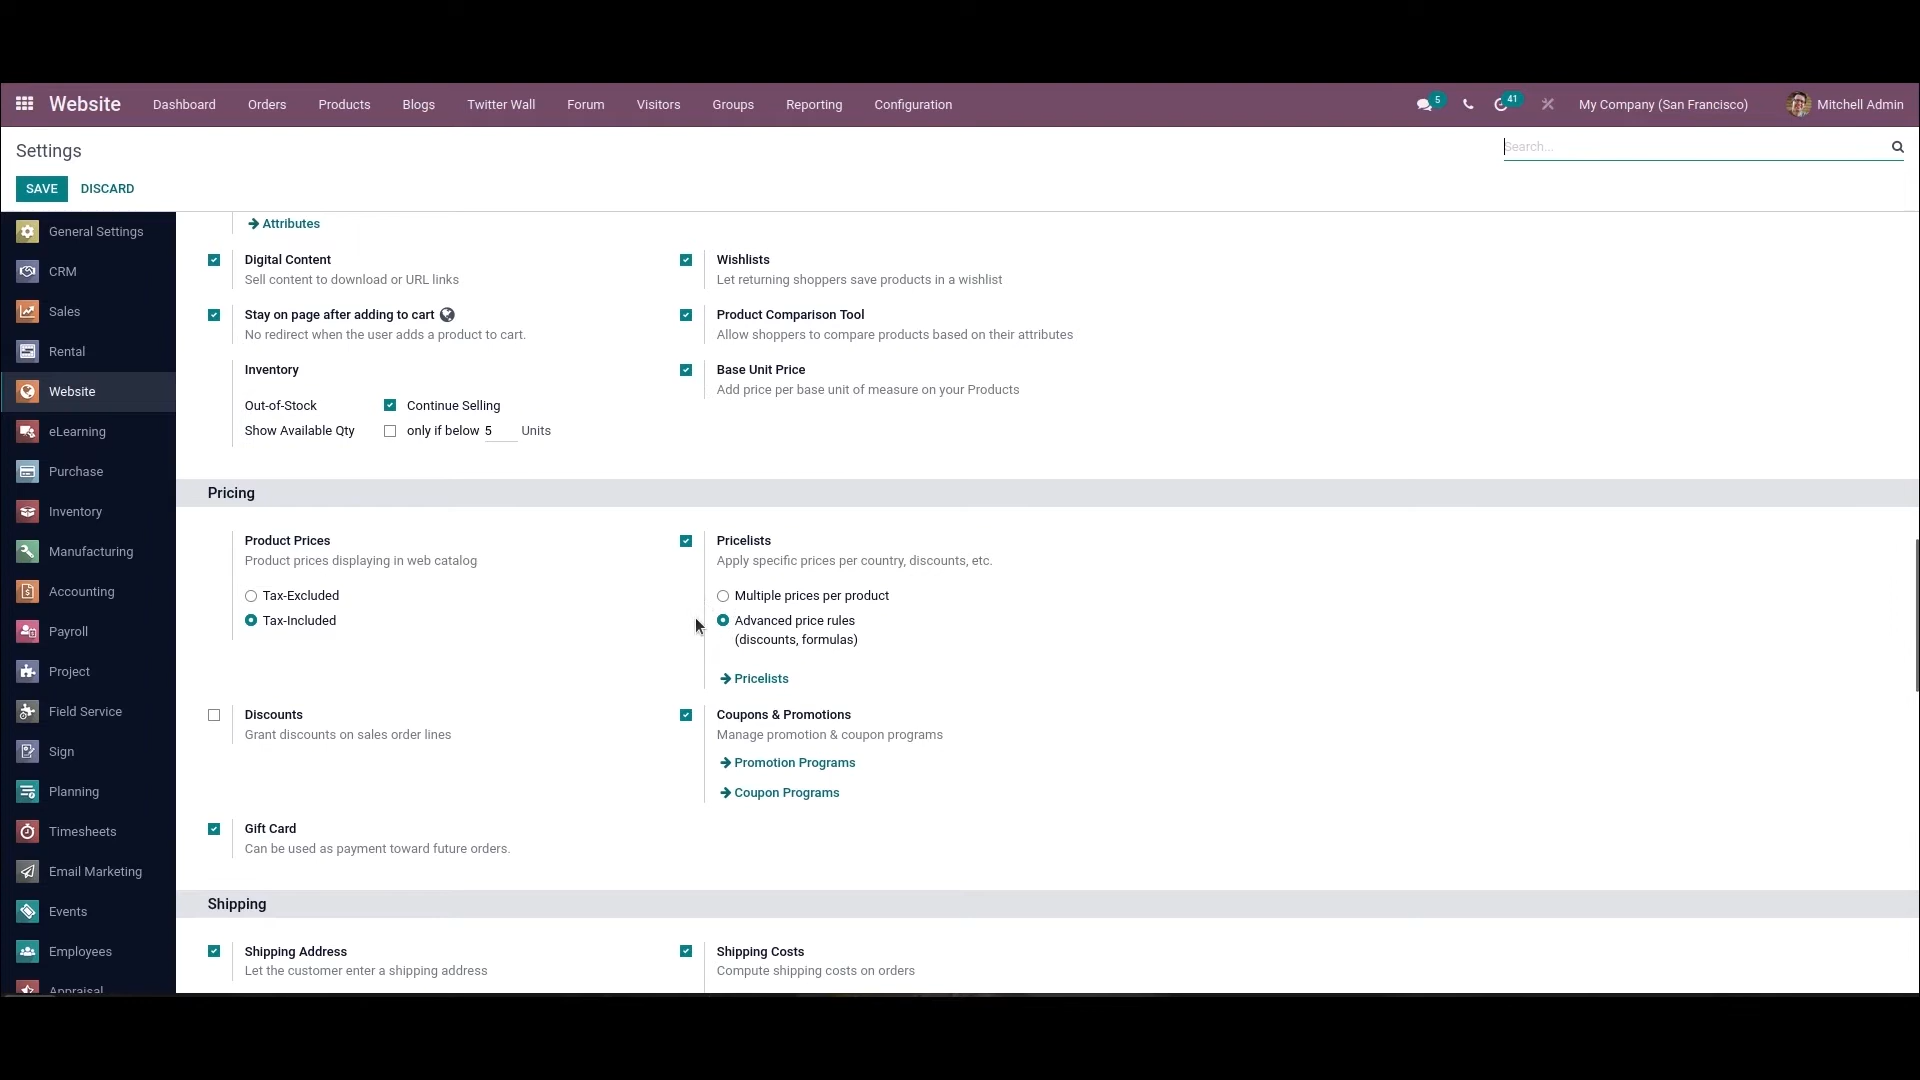 Website Dashboard Orders Products Blogs Twitter Wall Forum Visitors Groups Reporting Configuration 5 41 My Company (San Francisco) Mitchell Admin
Settings
Search...
SAVE DISCARD
General Settings
CRM
Sales
Rental
Website
eLearning
Purchase
Inventory
Manufacturing
Accounting
Payroll
Project
Field Service
Sign
Planning
Timesheets
Email Marketing
Events
Employees
Appraisal
Attributes
Digital Content
Sell content to download or URL links
Wishlists
Let returning shoppers save products in a wishlist
Stay on page after adding to cart
No redirect when the user adds a product to cart.
Product Comparison Tool
Allow shoppers to compare products based on their attributes
Inventory
Out-of-Stock Continue Selling
Show Available Qty only if below 5 Units
Base Unit Price
Add price per base unit of measure on your Products
Pricing
Product Prices
Product prices displaying in web catalog
Tax-Excluded
Tax-Included
Pricelists
Apply specific prices per country, discounts, etc.
Multiple prices per product
Advanced price rules
(discounts, formulas)
Pricelists
Discounts
Grant discounts on sales order lines
Coupons & Promotions
Manage promotion & coupon programs
Promotion Programs
Coupon Programs
Gift Card
Can be used as payment toward future orders.
Shipping
Shipping Address
Let the customer enter a shipping address
Shipping Costs
Compute shipping costs on orders